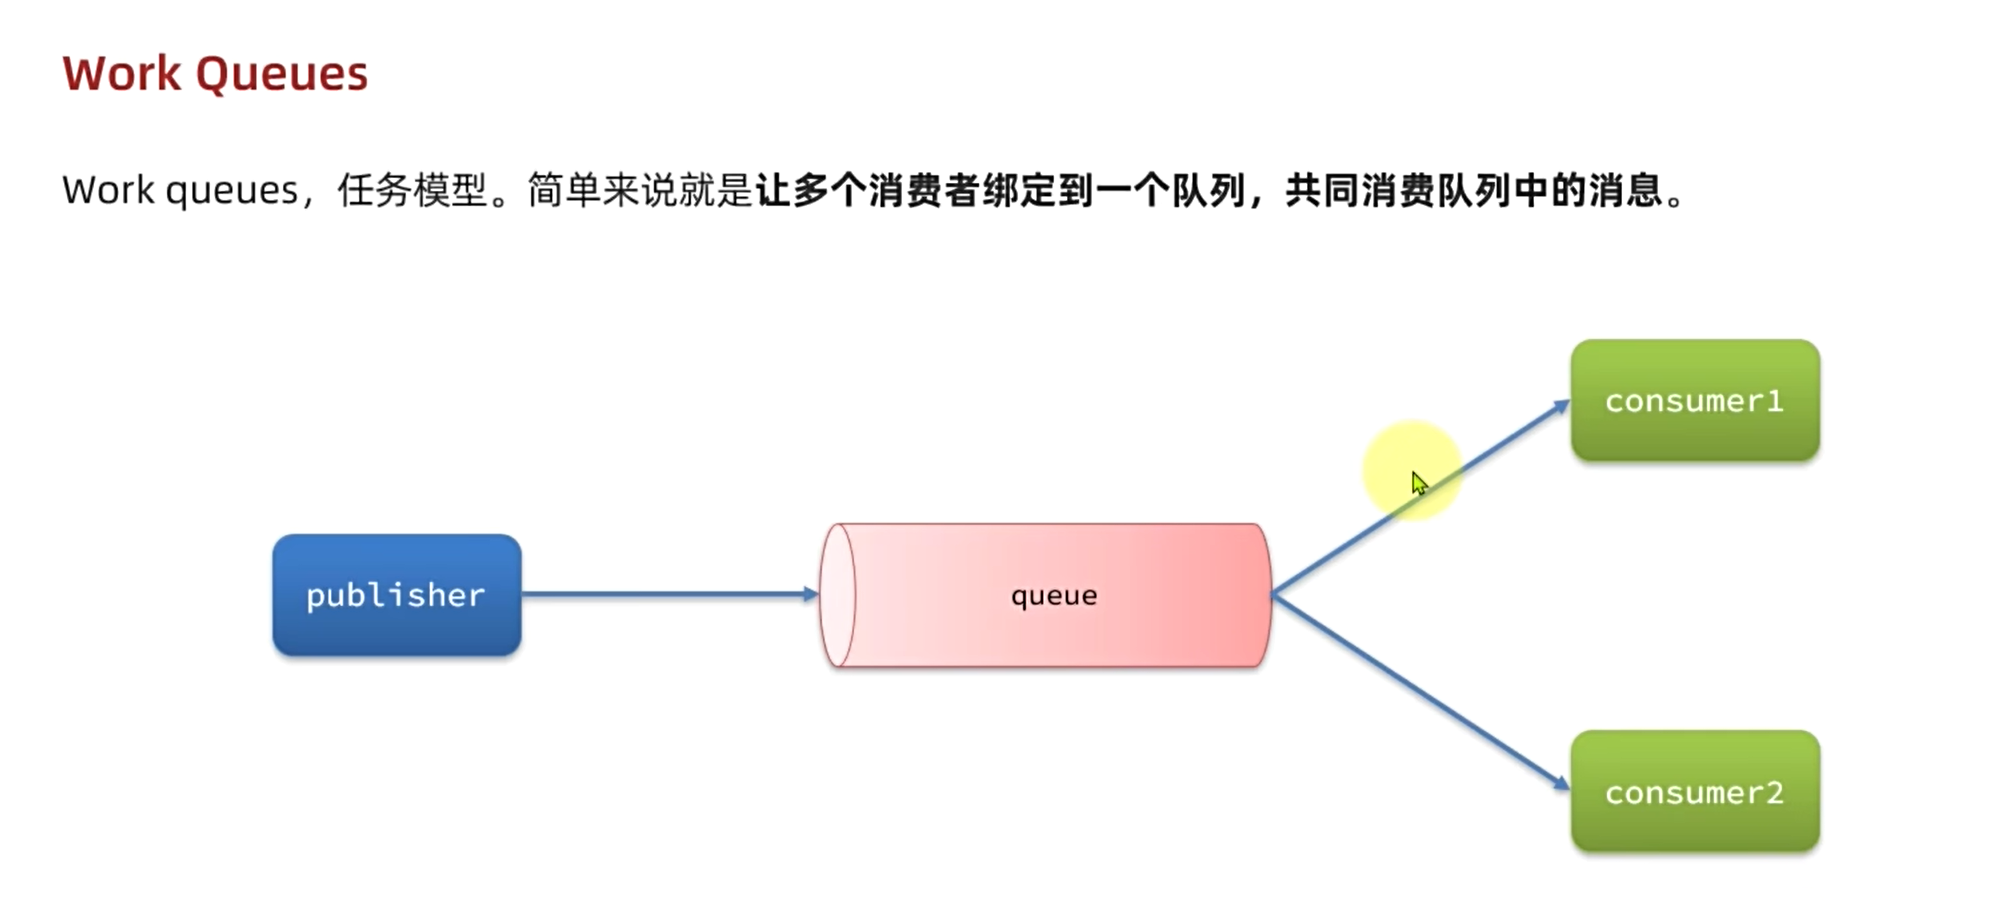 Work Queues
Work queues，任务模型。简单来说就是让多个消费者绑定到一个队列，共同消费队列中的消息。
consumer1
publisher
queue
consumer2